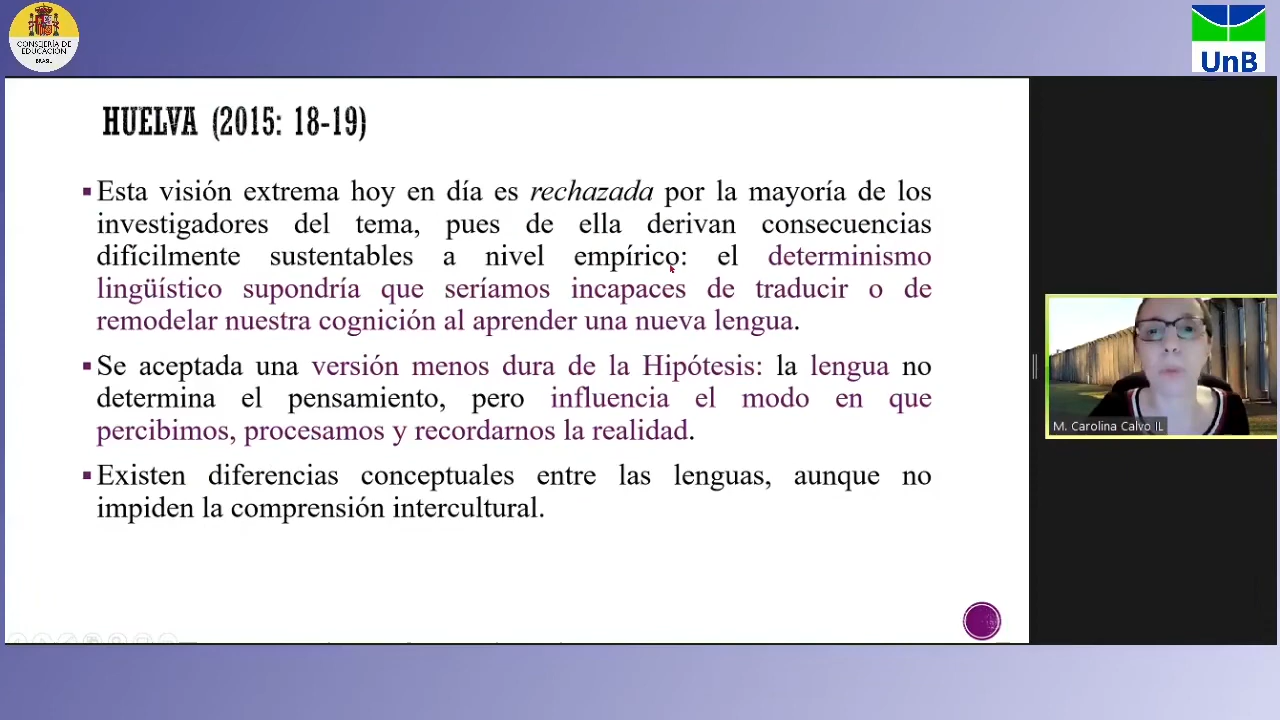 CONSEJERÍA DE
EDUCACIÓN
BRASIL
UnB
HUELVA (2015: 18-19)
▪Esta visión extrema hoy en día es rechazada por la mayoría de los
investigadores del tema, pues de ella derivan consecuencias
difícilmente sustentables a nivel empírico: el determinismo
lingüístico supondría que seríamos incapaces de traducir o de
remodelar nuestra cognición al aprender una nueva lengua.
▪Se aceptada una versión menos dura de la Hipótesis: la lengua no
determina el pensamiento, pero influencia el modo en que
percibimos, procesamos y recordarnos la realidad.
▪Existen diferencias conceptuales entre las lenguas, aunque no
impiden la comprensión intercultural.
M. Carolina Calvo IL